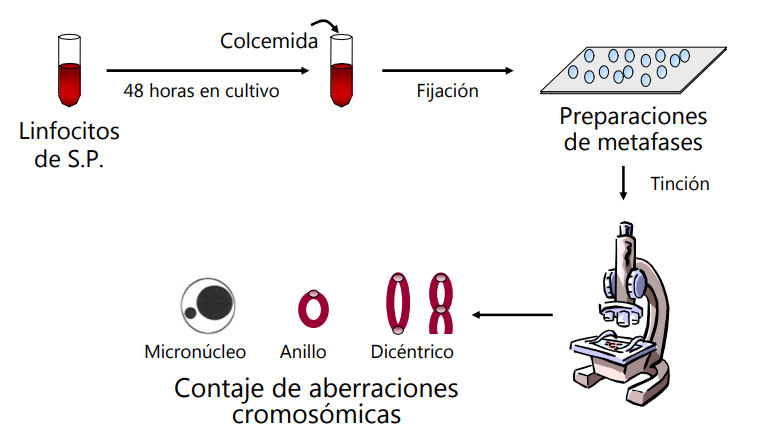 Colcemida
48 horas en cultivo
Fijación
Linfocitos
de S.P.
Preparaciones
de metafases
Tinción
Micronúcleo
Anillo
Dicéntrico
Contaje de aberraciones
cromosómicas